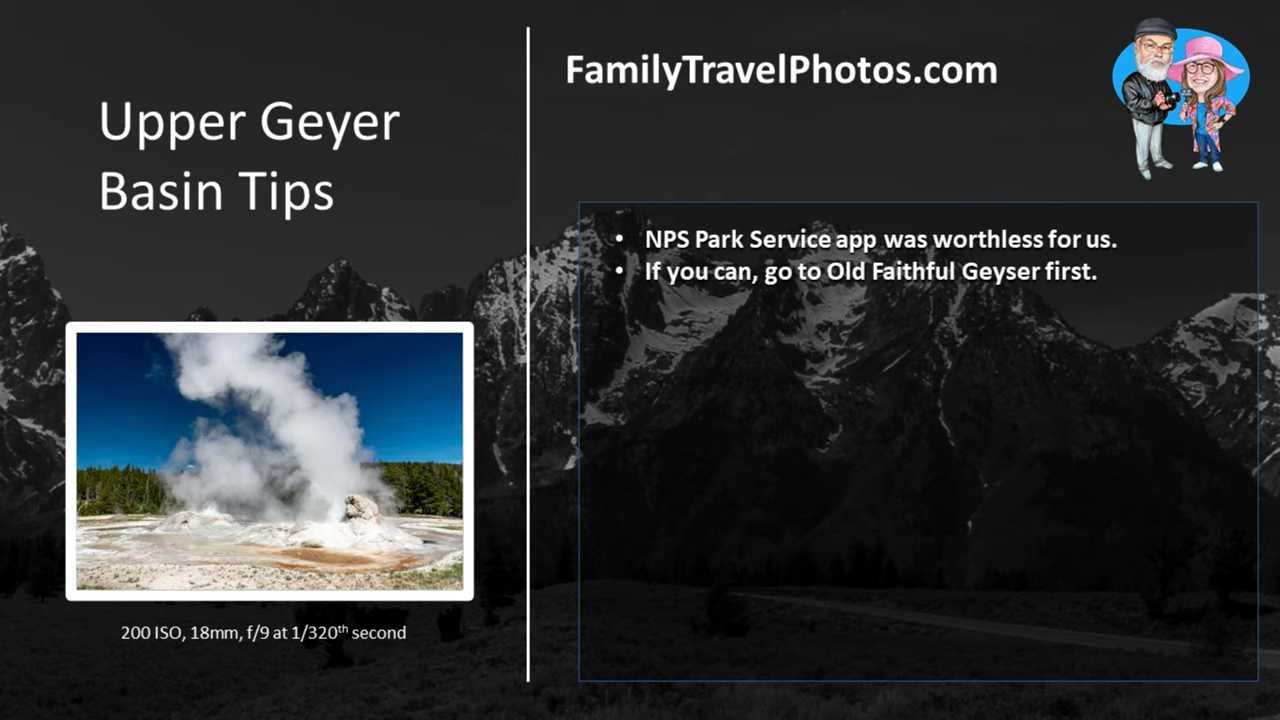 Upper Geyer
Basin Tips
200 ISO, 18mm, f/9 at 1/320th second
FamilyTravelPhotos.com
• NPS Park Service app was worthless for us.
• If you can, go to Old Faithful Geyser first.